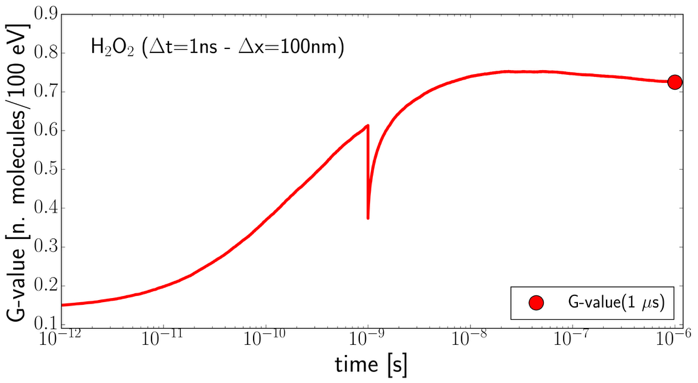 H₂O₂ (Δt=1ns - Δx=100nm)
G-value [n. molecules/100 eV]
0.9
0.8
0.7
0.6
0.5
0.4
0.3
0.2
0.1
G-value(1 μs)
10⁻¹² 10⁻¹¹ 10⁻¹⁰ 10⁻⁹ 10⁻⁸ 10⁻⁷ 10⁻⁶
time [s]